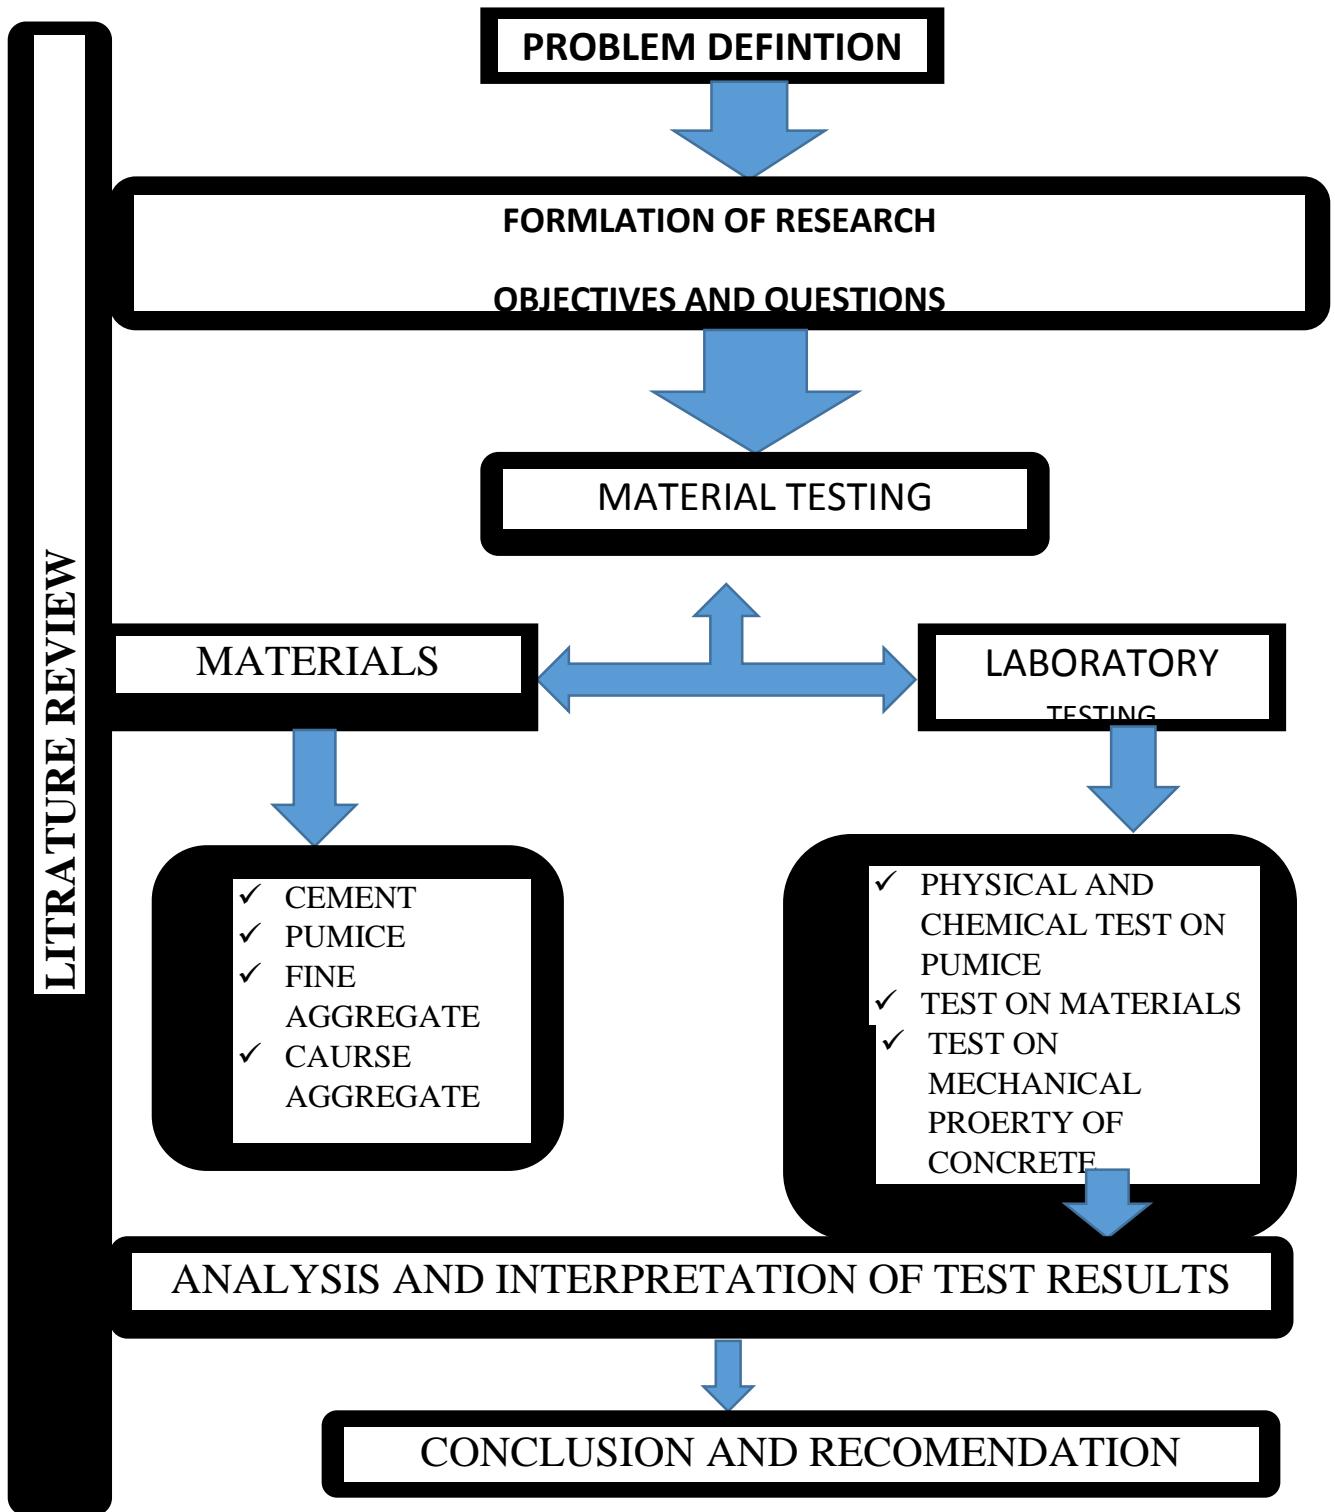 PROBLEM DEFINTION
FORMLATION OF RESEARCH
OBJECTIVES AND QUESTIONS
MATERIAL TESTING
LITRATURE REVIEW
MATERIALS
LABORATORY
TESTING
✓ CEMENT
✓ PUMICE
✓ FINE
AGGREGATE
✓ CAURSE
AGGREGATE
✓ PHYSICAL AND
CHEMICAL TEST ON
PUMICE
✓ TEST ON MATERIALS
✓ TEST ON
MECHANICAL
PROERTY OF
CONCRETE
ANALYSIS AND INTERPRETATION OF TEST RESULTS
CONCLUSION AND RECOMENDATION